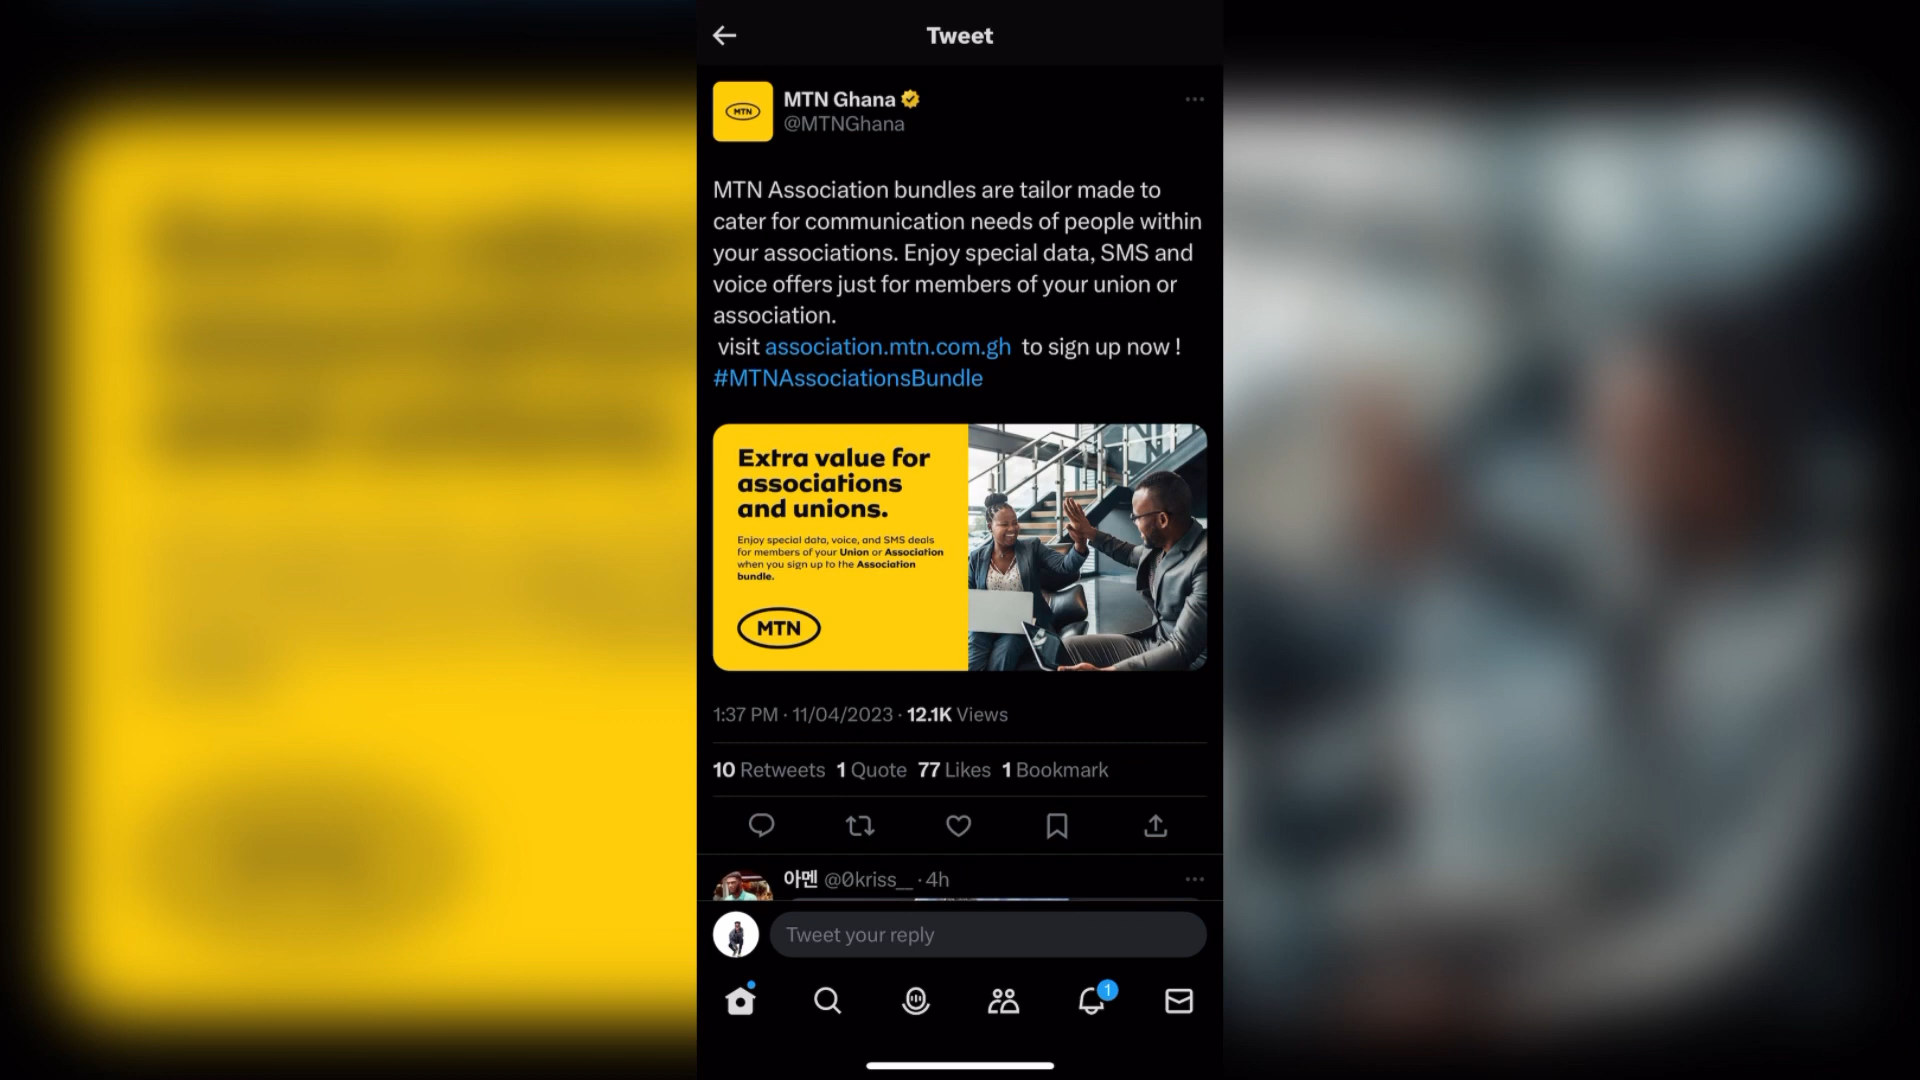 Tweet
MTN
MTN Ghana
@MTNGhana
MTN Association bundles are tailor made to
cater for communication needs of people within
your associations. Enjoy special data, SMS and
voice offers just for members of your union or
association.
visit association.mtn.com.gh to sign up now !
#MTNAssociationsBundle
Extra value for
associations
and unions.
Enjoy special data, voice, and SMS deals
for members of your Union or Association
when you sign up to the Association
bundle.
MTN
1:37 PM · 11/04/2023 · 12.1K Views
10 Retweets 1 Quote 77 Likes 1 Bookmark
아멘 @0kriss__ · 4h
Tweet your reply
1